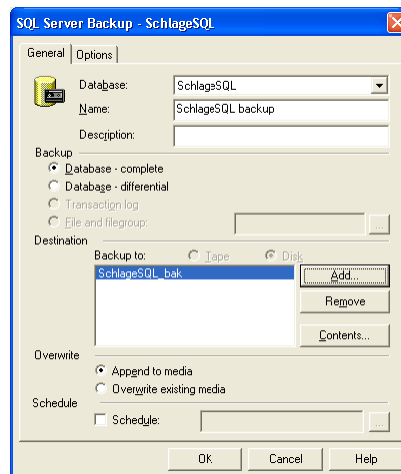 SQL Server Backup - SchlageSQL
General Options
Database: SchlageSQL
Name: SchlageSQL backup
Description:
Backup
Database - complete
Database - differential
Transaction log
File and filegroup: ...
Destination
Backup to: Tape Disk
SchlageSQL_bak
Add...
Remove
Contents...
Overwrite
Append to media
Overwrite existing media
Schedule
Schedule: ...
OK Cancel Help